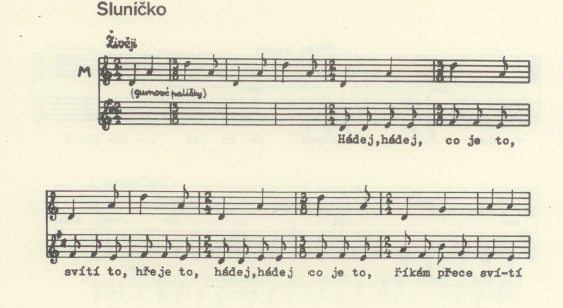 Sluníčko
Živěji
M
(gumové paličky)
Hádej,hádej, co je to,
svítí to, hřeje to, hádej,hádej co je to, říkám přece sví-tí